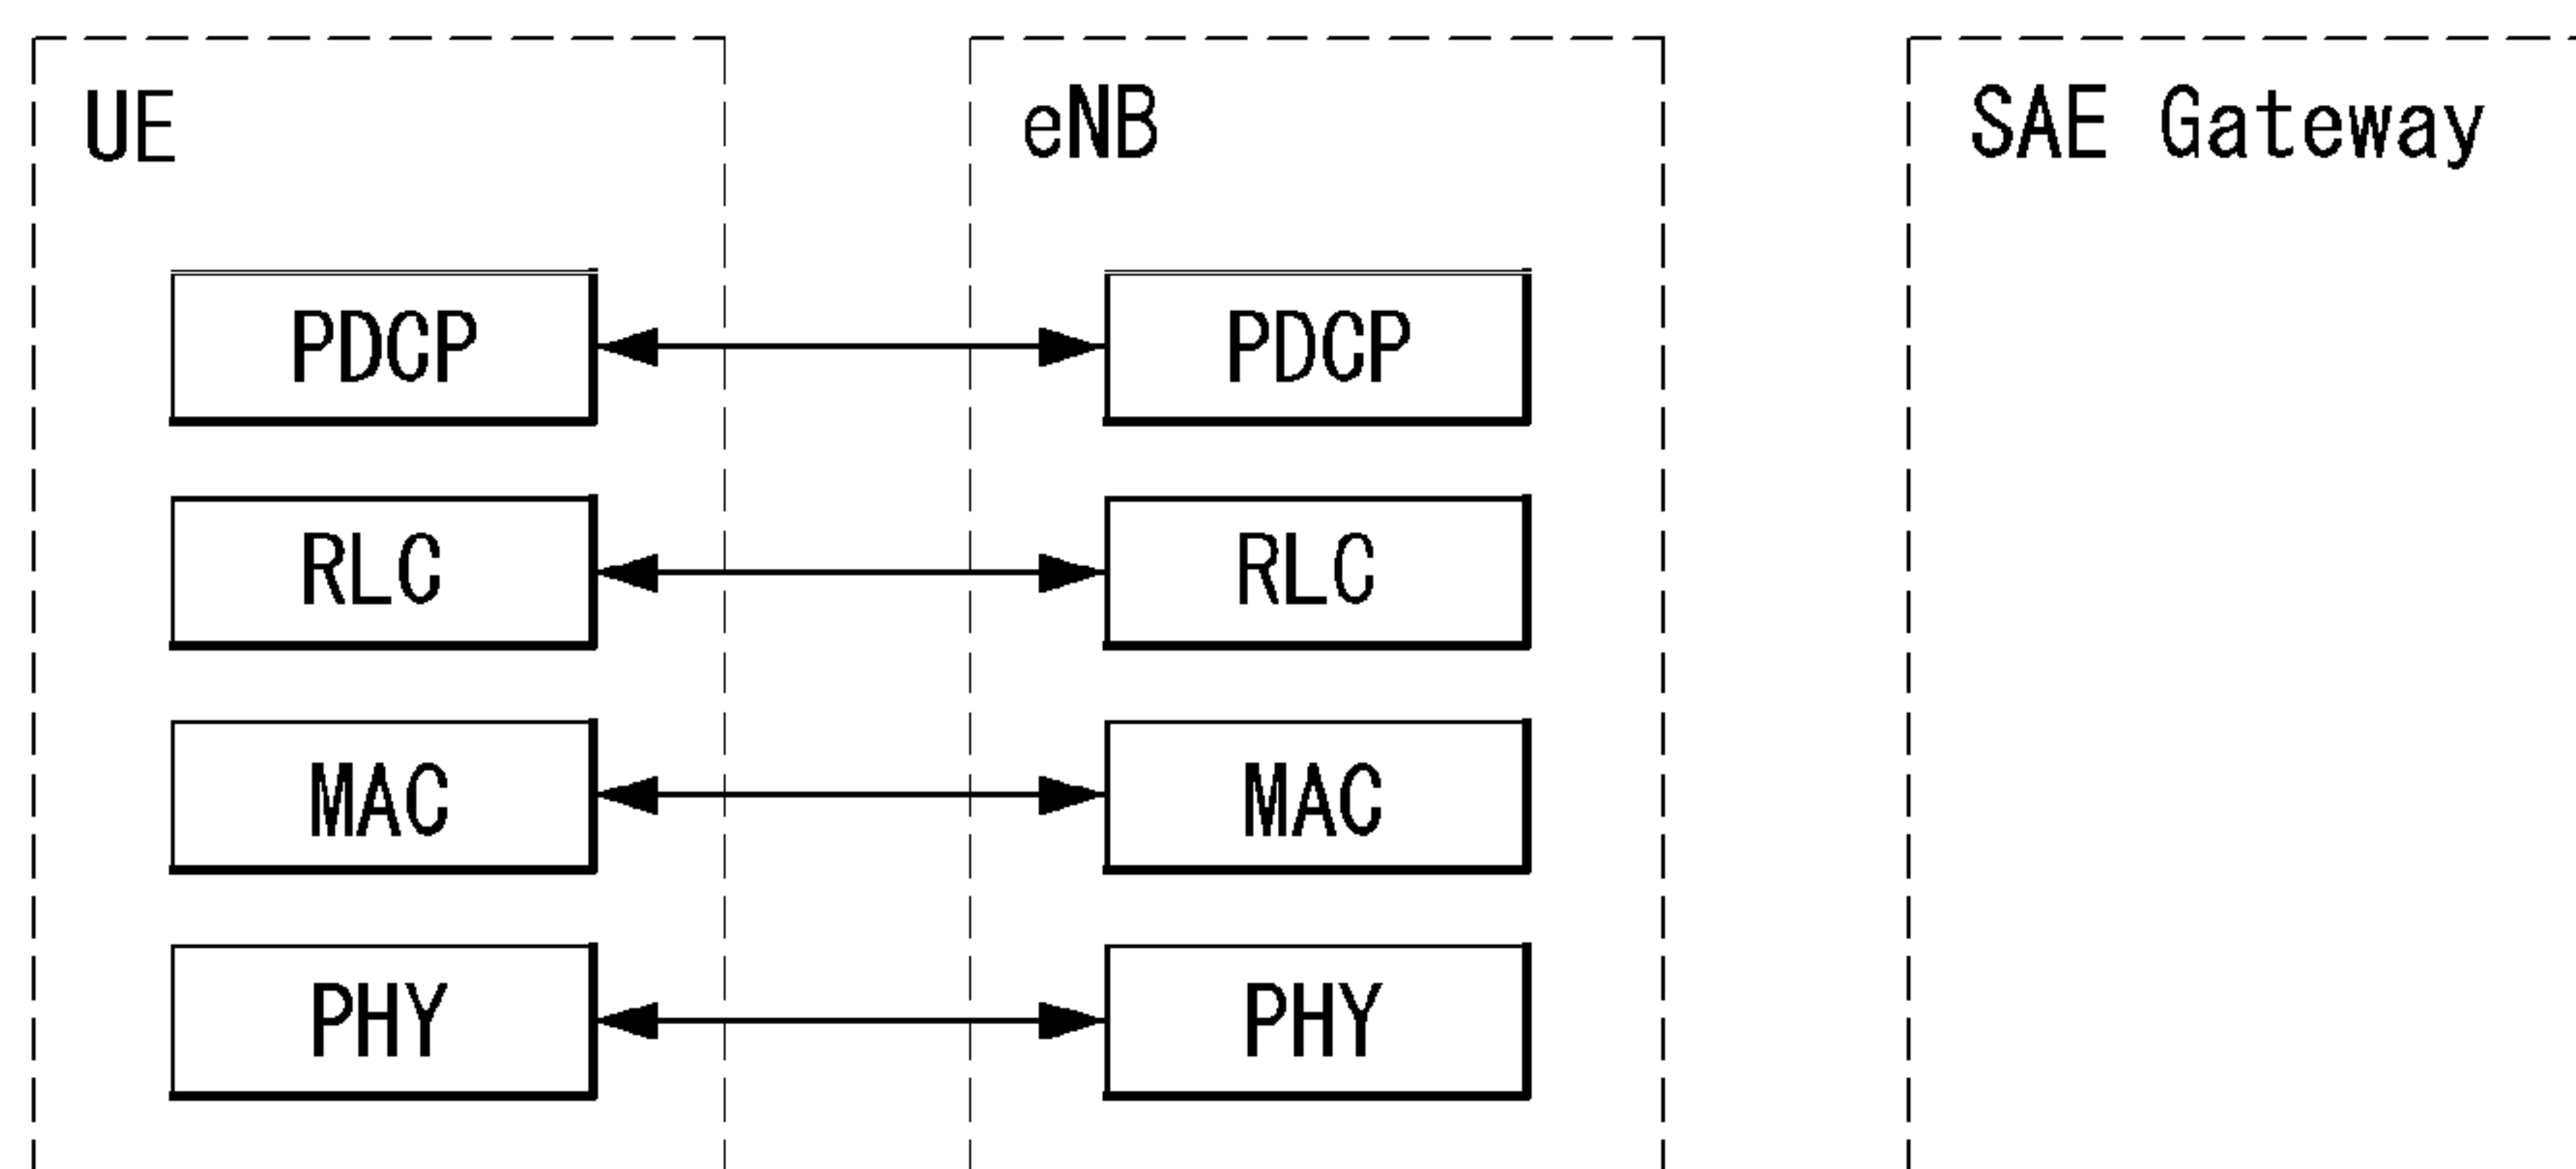 UE
eNB
SAE Gateway
PDCP
PDCP
RLC
RLC
MAC
MAC
PHY
PHY